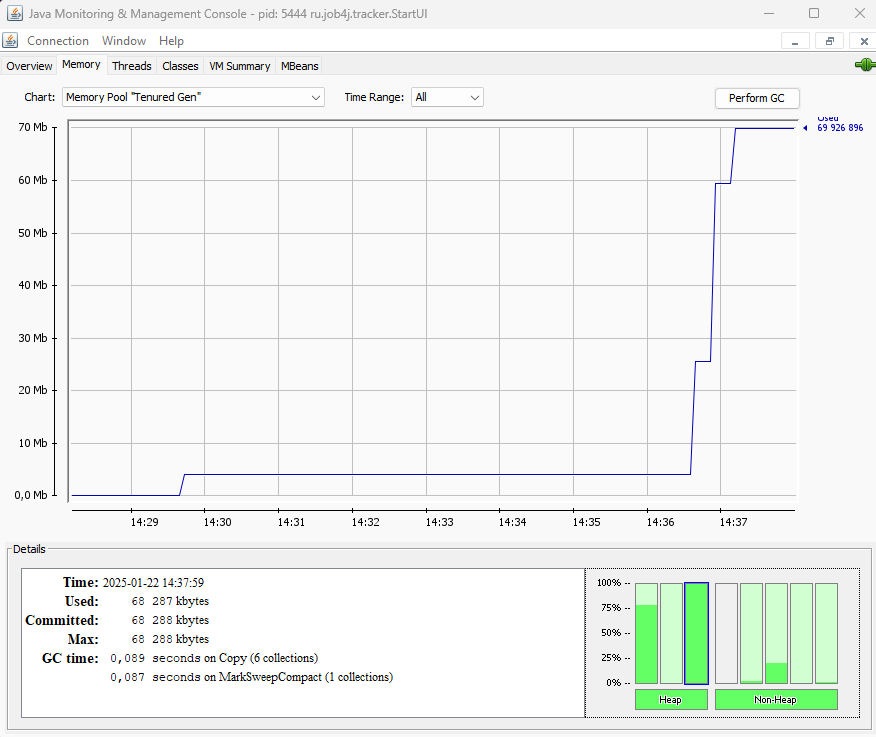 Java Monitoring & Management Console - pid: 5444 ru.job4j.tracker.StartUI
Connection Window Help
Overview Memory Threads Classes VM Summary MBeans
Chart: Memory Pool "Tenured Gen" Time Range: All Perform GC
Used
69 926 896
70 Mb
60 Mb
50 Mb
40 Mb
30 Mb
20 Mb
10 Mb
0,0 Mb
14:29 14:30 14:31 14:32 14:33 14:34 14:35 14:36 14:37
Details
Time: 2025-01-22 14:37:59
Used: 68 287 kbytes
Committed: 68 288 kbytes
Max: 68 288 kbytes
GC time: 0,089 seconds on Copy (6 collections)
0,087 seconds on MarkSweepCompact (1 collections)
100% --
75% --
50% --
25% --
0% --
Heap Non-Heap